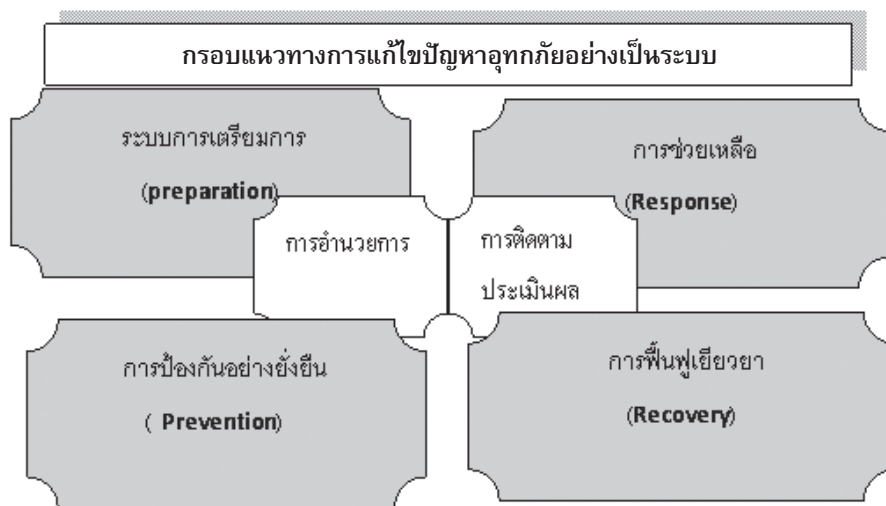 กรอบแนวทางการแก้ไขปัญหาอุทกภัยอย่างเป็นระบบ
ระบบการเตรียมการ
(preparation)
การช่วยเหลือ
(Response)
การอำนวยการ
การติดตาม
ประเมินผล
การป้องกันอย่างยั่งยืน
( Prevention)
การฟื้นฟูเยียวยา
(Recovery)